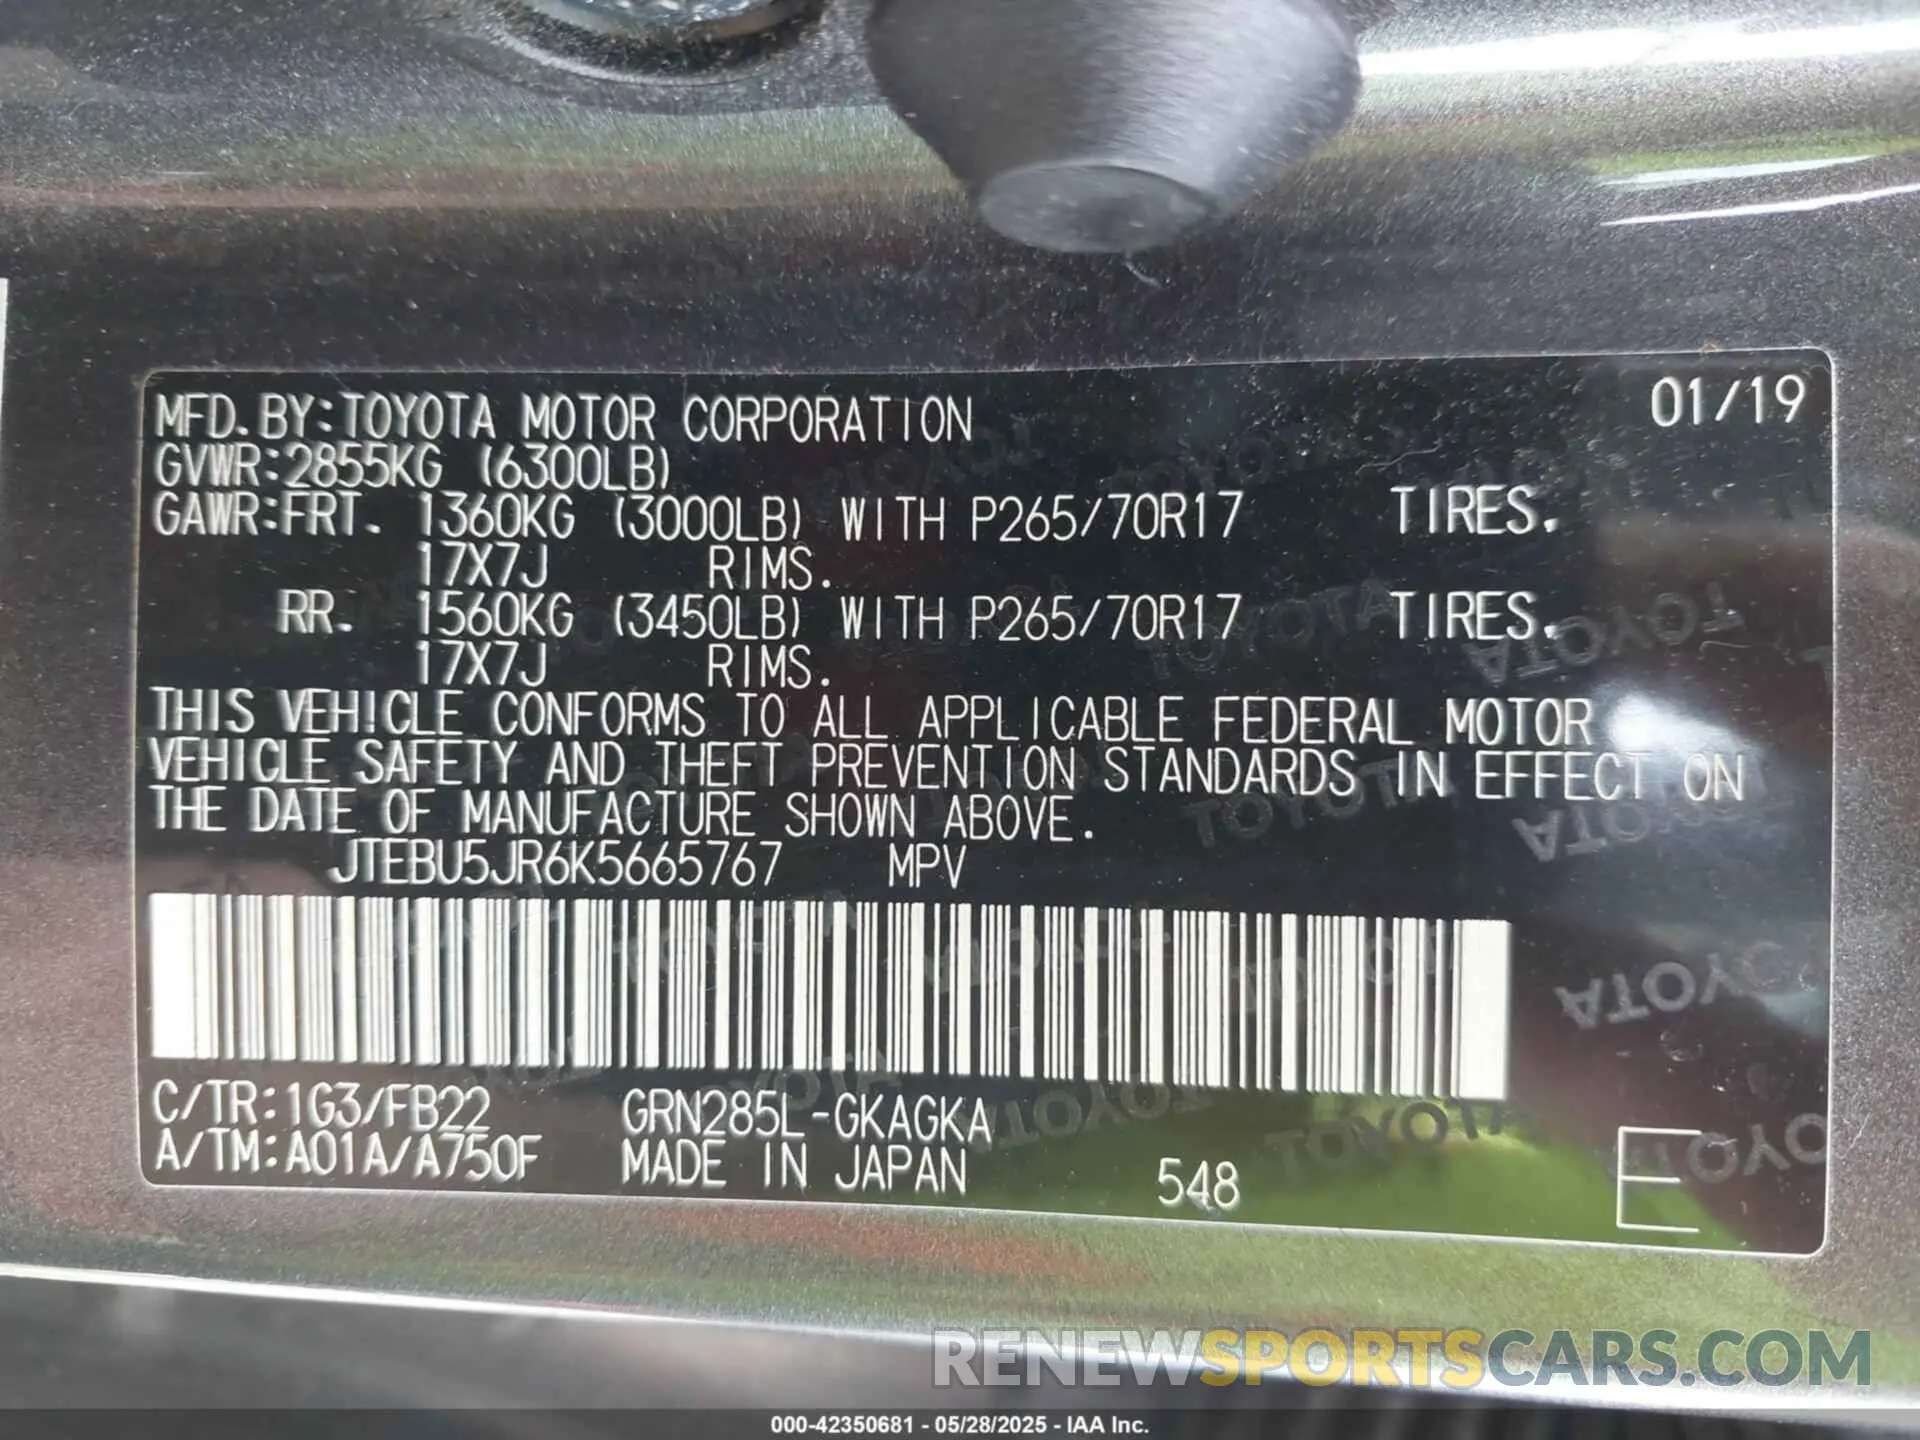 01/19
MFD. BY:TOYOTA MOTOR CORPORATION
GVWR:2855KG (6300LB)
GAWR:FRT. 1360KG (3000LB) WITH P265/70R17 TIRES.
17X7J RIMS.
RR. 1560KG (3450LB) WITH P265/70R17 TIRES.
17X7J RIMS.
THIS VEHICLE CONFORMS TO ALL APPLICABLE FEDERAL MOTOR
VEHICLE SAFETY AND THEFT PREVENTION STANDARDS IN EFFECT ON
THE DATE OF MANUFACTURE SHOWN ABOVE.
JTEBU5JR6K5665767 MPV
C/TR:1G3/FB22 GRN285L-GKAGKA
A/TM:A01A/A750F MADE IN JAPAN 548 E
RENEWSPORTSCARS.COM
000-42350681 - 05/28/2025 - IAA Inc.